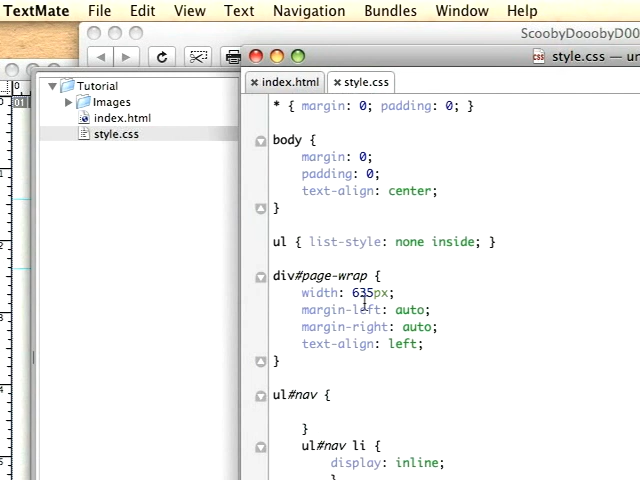 TextMate File Edit View Text Navigation Bundles Window Help
ScoobyDooobyD00
style.css — un
index.html style.css
Tutorial
Images
index.html
style.css
* { margin: 0; padding: 0; }
body {
margin: 0;
padding: 0;
text-align: center;
}
ul { list-style: none inside; }
div#page-wrap {
width: 635px;
margin-left: auto;
margin-right: auto;
text-align: left;
}
ul#nav {
}
ul#nav li {
display: inline;
}